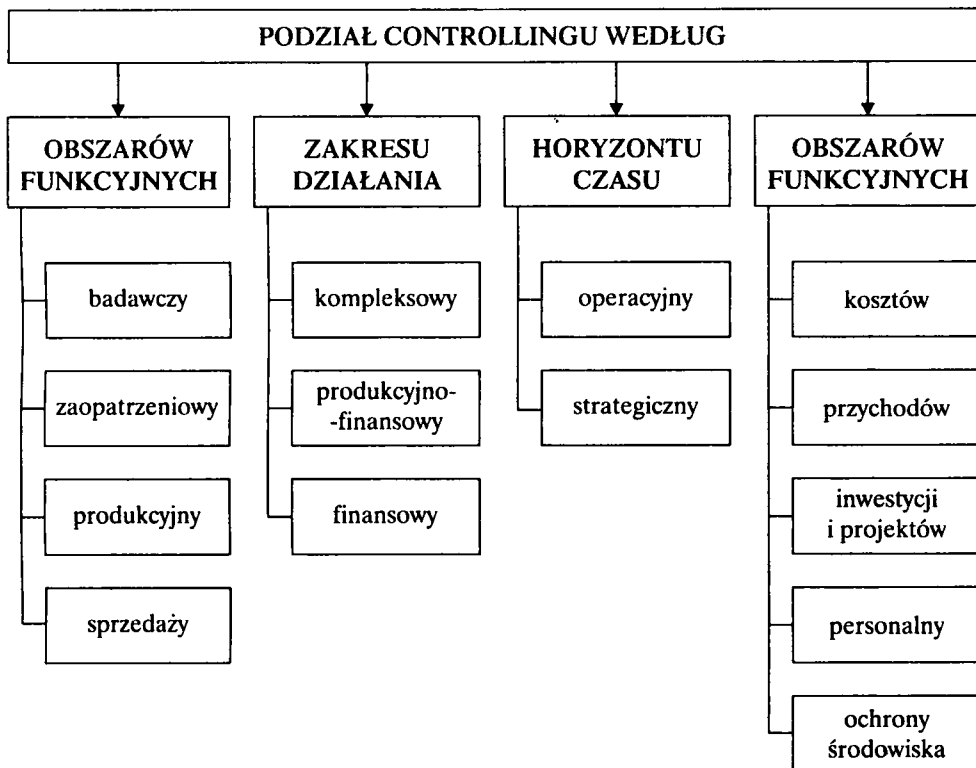 PODZIAŁ CONTROLLINGU WEDŁUG
OBSZARÓW
FUNKCYJNYCH
badawczy
zaopatrzeniowy
produkcyjny
sprzedaży
ZAKRESU
DZIAŁANIA
kompleksowy
produkcyjno-
-finansowy
finansowy
HORYZONTU
CZASU
operacyjny
strategiczny
OBSZARÓW
FUNKCYJNYCH
kosztów
przychodów
inwestycji
i projektów
personalny
ochrony
środowiska